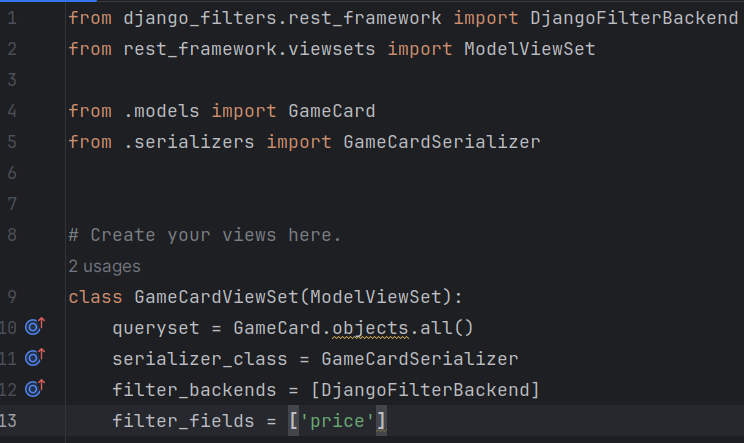 1 from django_filters.rest_framework import DjangoFilterBackend
2 from rest_framework.viewsets import ModelViewSet
3
4 from .models import GameCard
5 from .serializers import GameCardSerializer
6
7
8 # Create your views here.
2 usages
9 class GameCardViewSet(ModelViewSet):
10 queryset = GameCard.objects.all()
11 serializer_class = GameCardSerializer
12 filter_backends = [DjangoFilterBackend]
13 filter_fields = ['price']